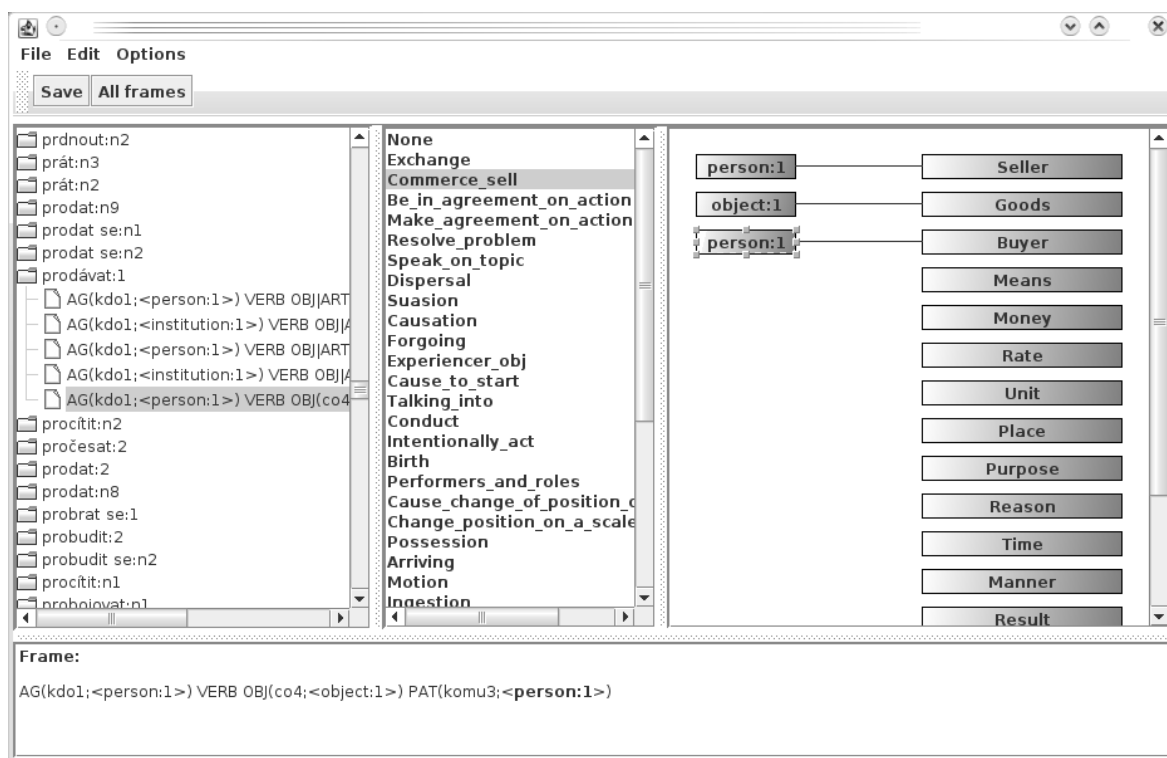 File Edit Options
Save All frames
prdnout:n2
prát:n3
prát:n2
prodat:n9
prodat se:n1
prodat se:n2
prodávat:1
AG(kdo1;<person:1>) VERB OBJ|ART
AG(kdo1;<institution:1>) VERB OBJ|A
AG(kdo1;<person:1>) VERB OBJ|ART
AG(kdo1;<institution:1>) VERB OBJ|A
AG(kdo1;<person:1>) VERB OBJ(co4
procítit:n2
pročesat:2
prodat:2
prodat:n8
probrat se:1
probudit:2
probudit se:n2
procítit:n1
probojovat:n1
None
Exchange
Commerce_sell
Be_in_agreement_on_action
Make_agreement_on_action
Resolve_problem
Speak_on_topic
Dispersal
Suasion
Causation
Forgoing
Experiencer_obj
Cause_to_start
Talking_into
Conduct
Intentionally_act
Birth
Performers_and_roles
Cause_change_of_position_o
Change_position_on_a_scale
Possession
Arriving
Motion
Ingestion
person:1 Seller
object:1 Goods
person:1 Buyer
Means
Money
Rate
Unit
Place
Purpose
Reason
Time
Manner
Result
Frame:
AG(kdo1;<person:1>) VERB OBJ(co4;<object:1>) PAT(komu3;<person:1>)